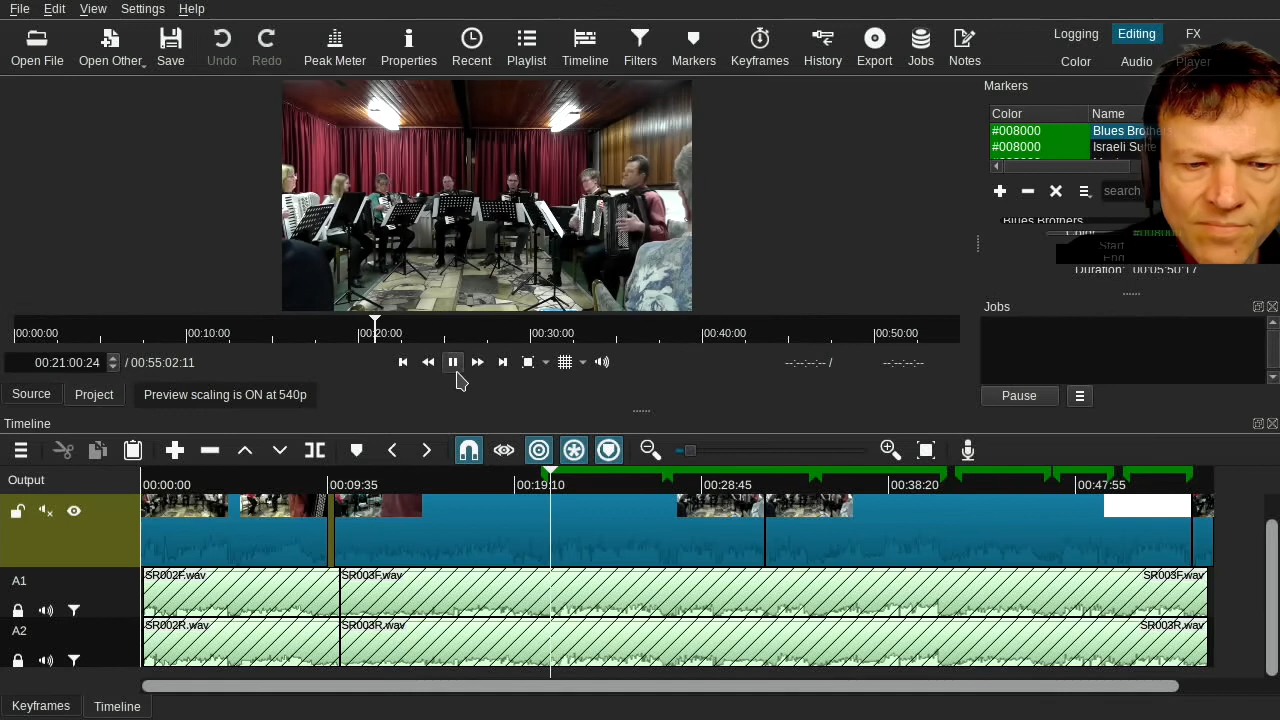 File Edit View Settings Help
Open File Open Other Save Undo Redo Peak Meter Properties Recent Timeline Filters Markers Keyframes History Export Jobs Notes
Logging Editing FX
Color Audio Player
Markers
Color Name
#008000 Blues Brothers
#008000 Israeli Suite
search
Blues Brothers
Color #008000
Start
End
Duration: 00:05:50:17
00:00:00 00:10:00 00:20:00 00:30:00 00:40:00 00:50:00
00:21:00:24 / 00:55:02:11 --:--:--:-- / --:--:--:--
Jobs
Source Project Preview scaling is ON at 540p
Pause
Timeline
Output 00:00:00 00:09:35 00:19:10 00:28:45 00:38:20 00:47:55
A1 SR002F.wav SR003F.wav SR003F.wav
A2 SR002R.wav SR003R.wav SR003R.wav
Keyframes Timeline